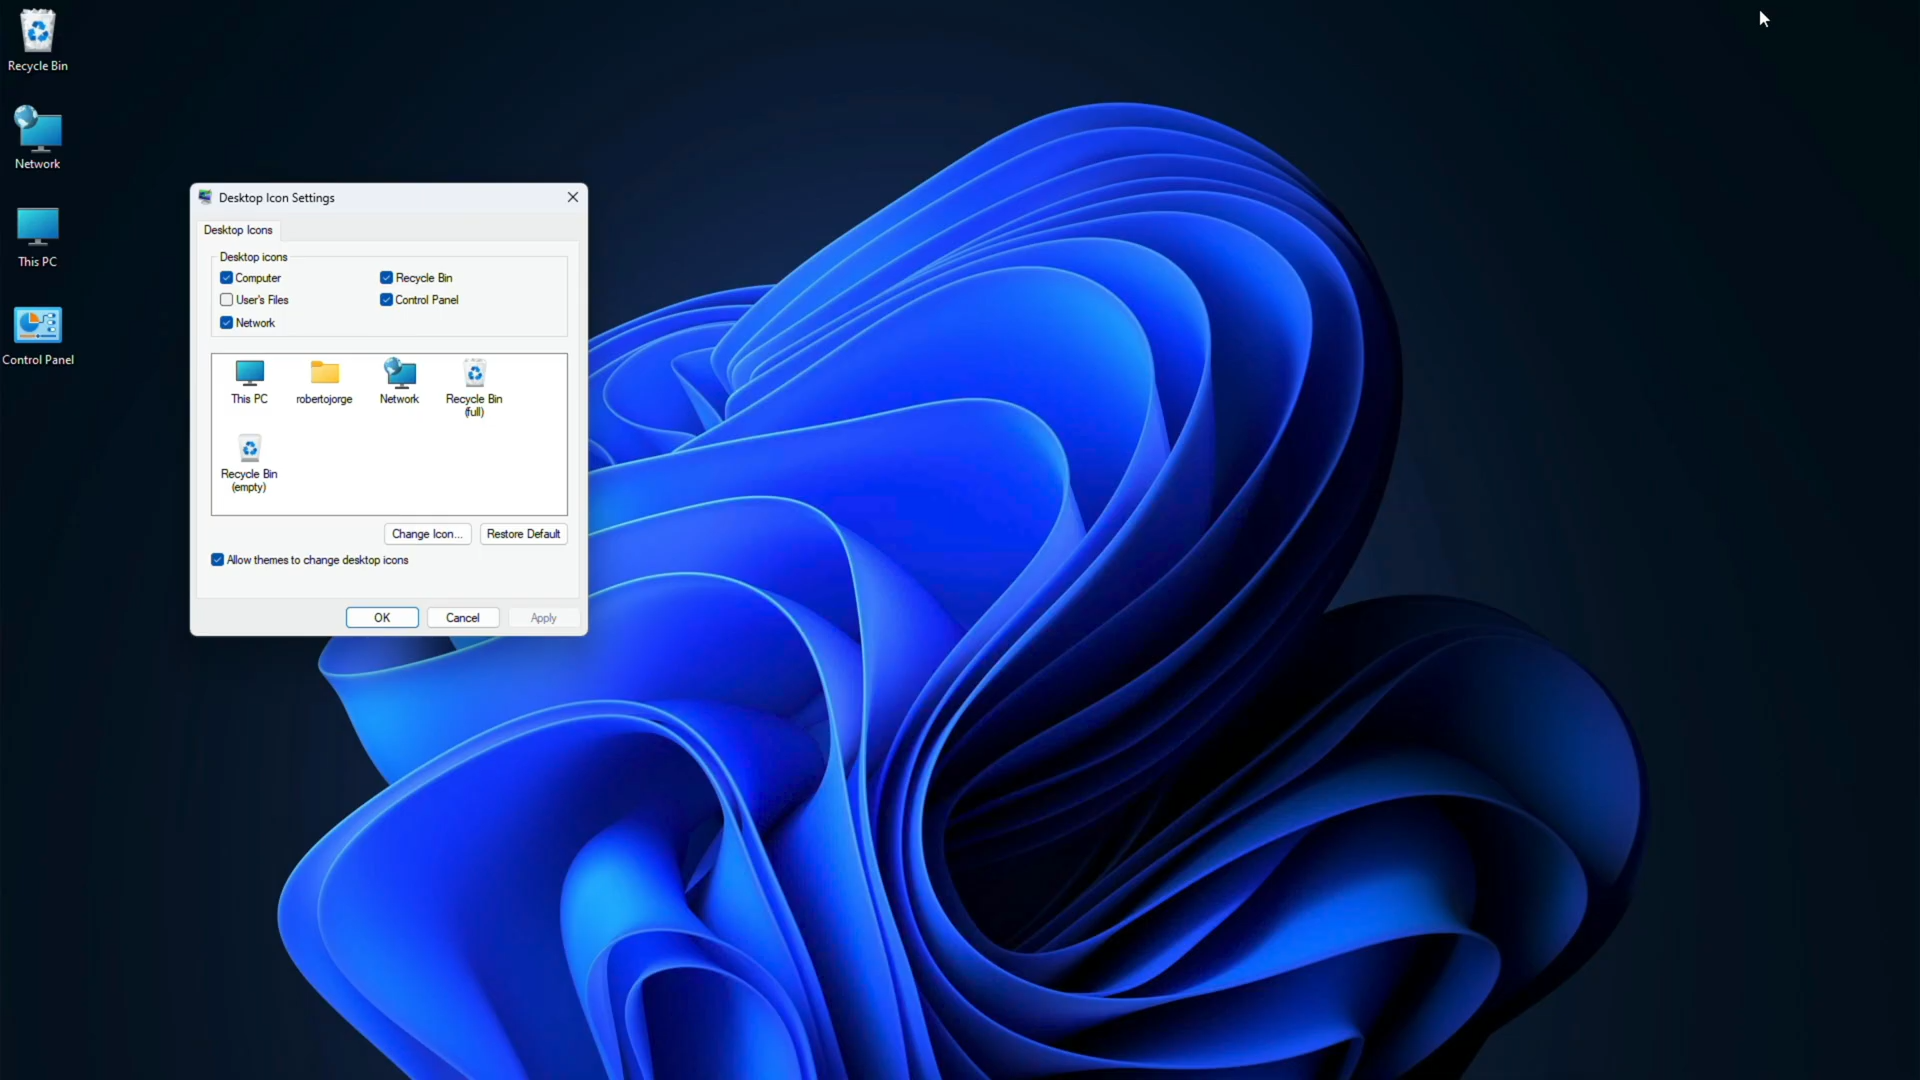 Recycle Bin
Network
This PC
Control Panel
Desktop Icon Settings
Desktop Icons
Desktop icons
Computer
Recycle Bin
User's Files
Control Panel
Network
This PC
robertojorge
Network
Recycle Bin
(full)
Recycle Bin
(empty)
Change Icon...
Restore Default
Allow themes to change desktop icons
OK
Cancel
Apply